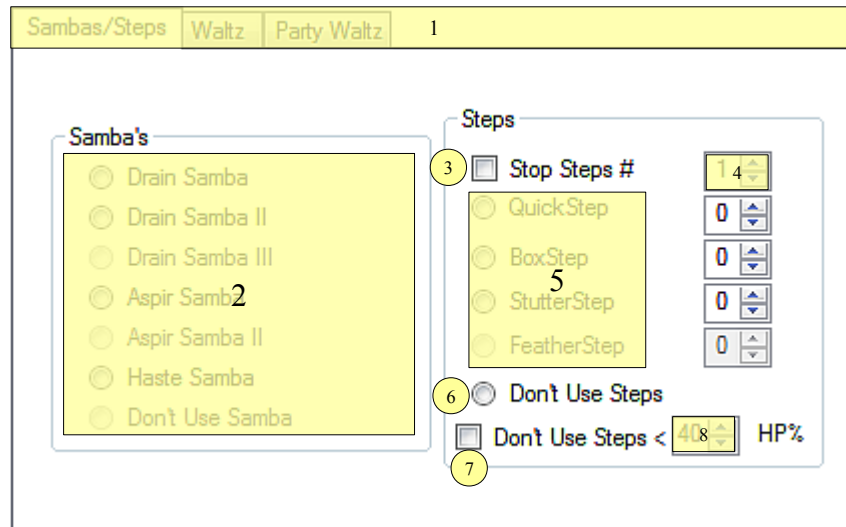 Sambas/Steps Waltz Party Waltz 1
Samba's
Drain Samba
Drain Samba II
Drain Samba III
Aspir Samba
Aspir Samba II
Haste Samba
Don't Use Samba
2
Steps
3 Stop Steps # 1 4
QuickStep 0
BoxStep 0
5
StutterStep 0
FeatherStep 0
6 Don't Use Steps
Don't Use Steps < 40 8 HP%
7